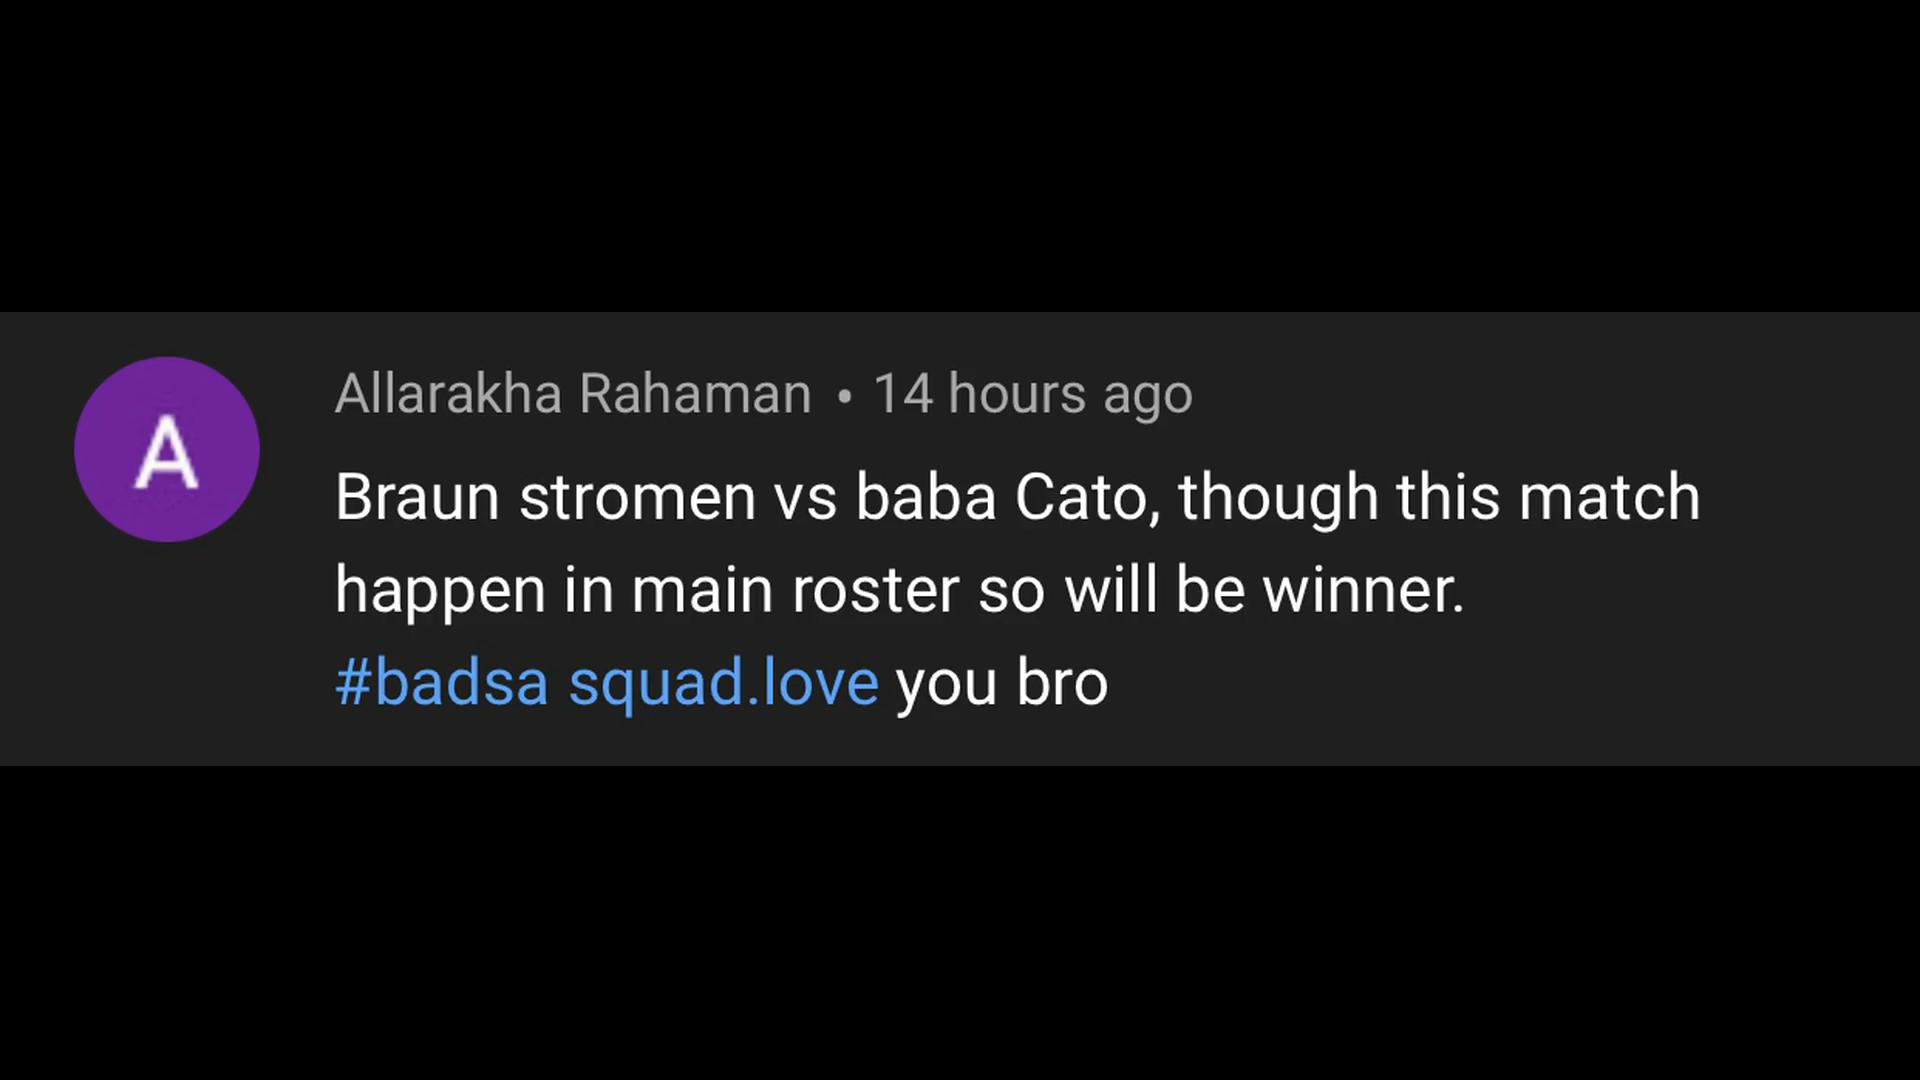 A
Allarakha Rahaman • 14 hours ago
Braun stromen vs baba Cato, though this match
happen in main roster so will be winner.
#badsa squad.love you bro